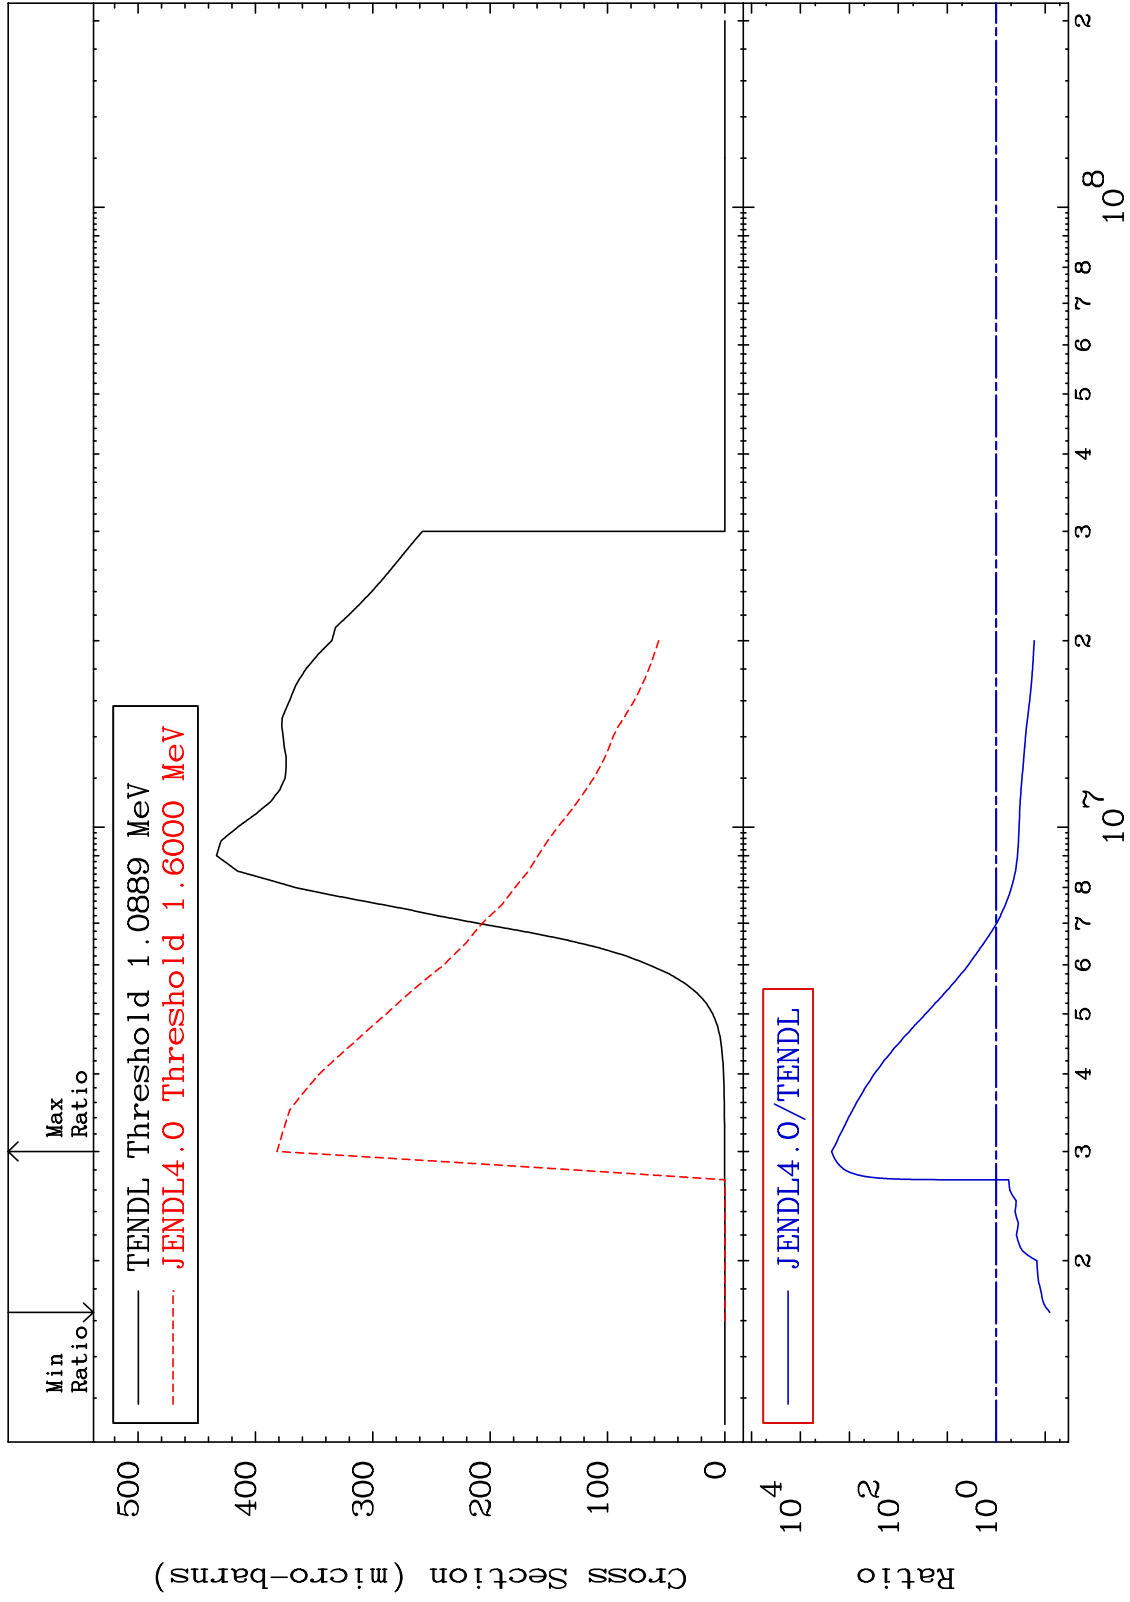 Min
Ratio
Max
Ratio
TENDL Threshold 1.0889 MeV
JENDL4.0 Threshold 1.6000 MeV
500
400
300
200
100
0
Cross Section (micro-barns)
JENDL4.0/TENDL
10^4
10^2
10^0
Ratio
2 3 4 5 6 7 8 10^7 2 3 4 5 6 7 8 10^8 2